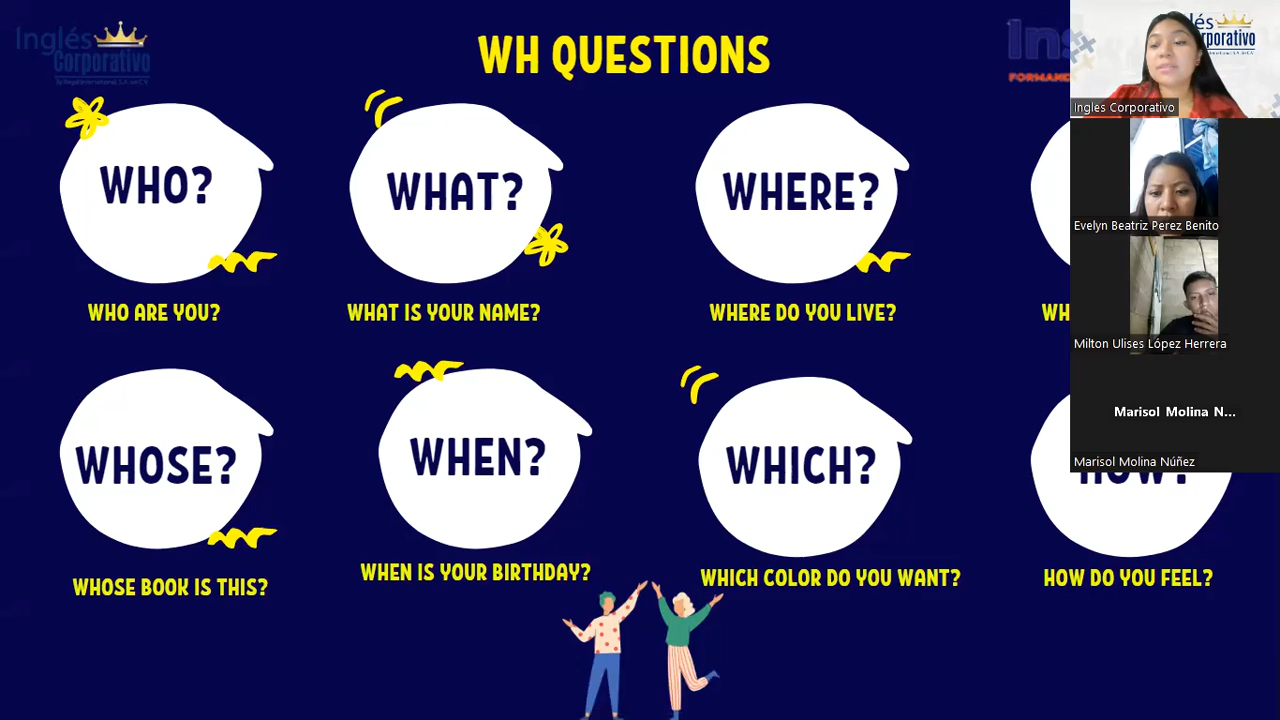 Inglés
Corporativo
WH QUESTIONS
Ingles Corporativo
WHO?
WHAT?
WHERE?
Evelyn Beatriz Perez Benito
WHO ARE YOU?
WHAT IS YOUR NAME?
WHERE DO YOU LIVE?
WH
Milton Ulises López Herrera
Marisol Molina N...
Marisol Molina Núñez
WHOSE?
WHEN?
WHICH?
HOW?
WHOSE BOOK IS THIS?
WHEN IS YOUR BIRTHDAY?
WHICH COLOR DO YOU WANT?
HOW DO YOU FEEL?